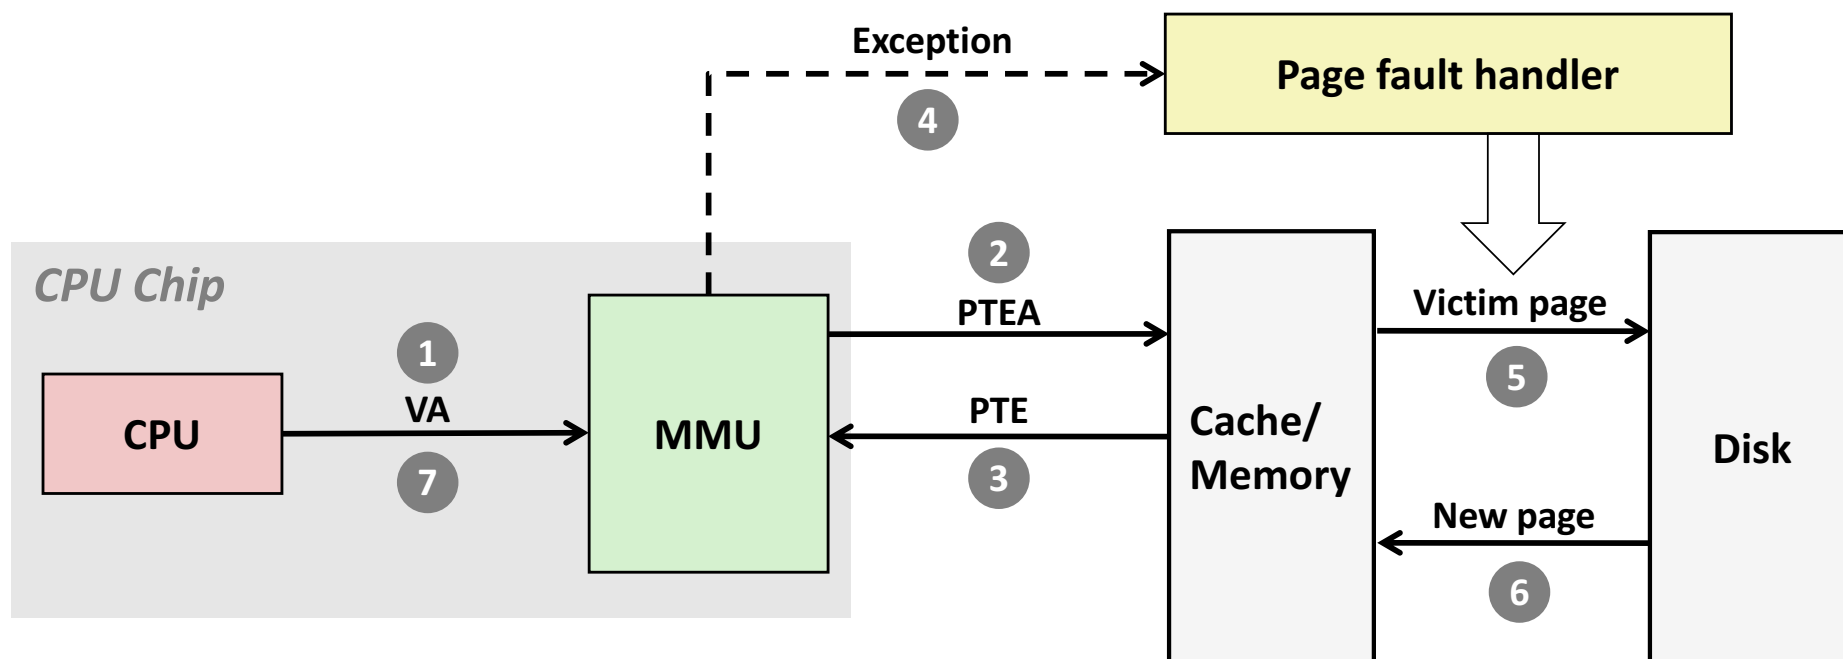 Exception
Page fault handler
4
CPU Chip
2
PTEA
Victim page
1
5
VA
CPU
MMU
PTE
Cache/
Memory
Disk
7
3
New page
6